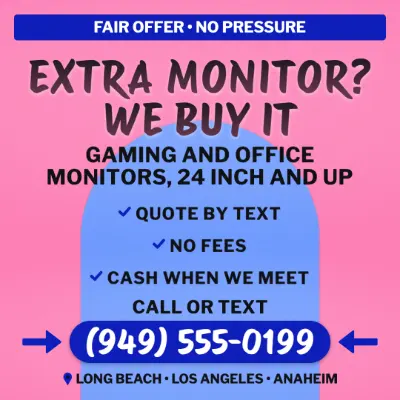 FAIR OFFER • NO PRESSURE
EXTRA MONITOR?
WE BUY IT
GAMING AND OFFICE
MONITORS, 24 INCH AND UP
QUOTE BY TEXT
NO FEES
CASH WHEN WE MEET
CALL OR TEXT
(949) 555-0199
LONG BEACH • LOS ANGELES • ANAHEIM